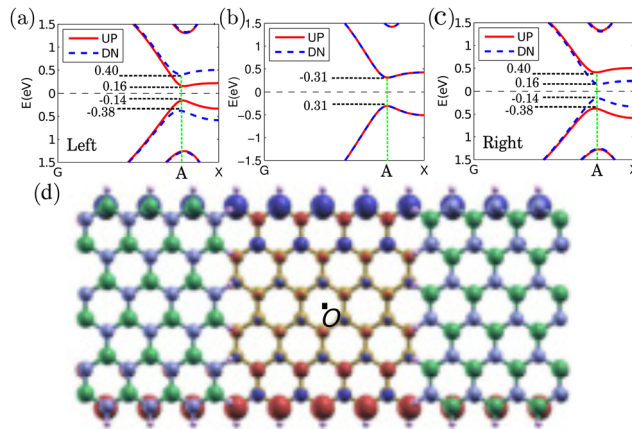 (a)
E(eV)
1.5
1
0.5
0
0.5
1
1.5
UP
DN
0.40
0.16
-0.14
-0.38
Left
G
A
X
(b)
E(eV)
1.5
1
0.5
0
-0.5
-1
-1.5
UP
DN
-0.31
0.31
G
A
X
(c)
E(eV)
1.5
1
0.5
0
0.5
1
1.5
UP
DN
0.40
0.16
-0.14
-0.38
Right
G
A
X
(d)
O